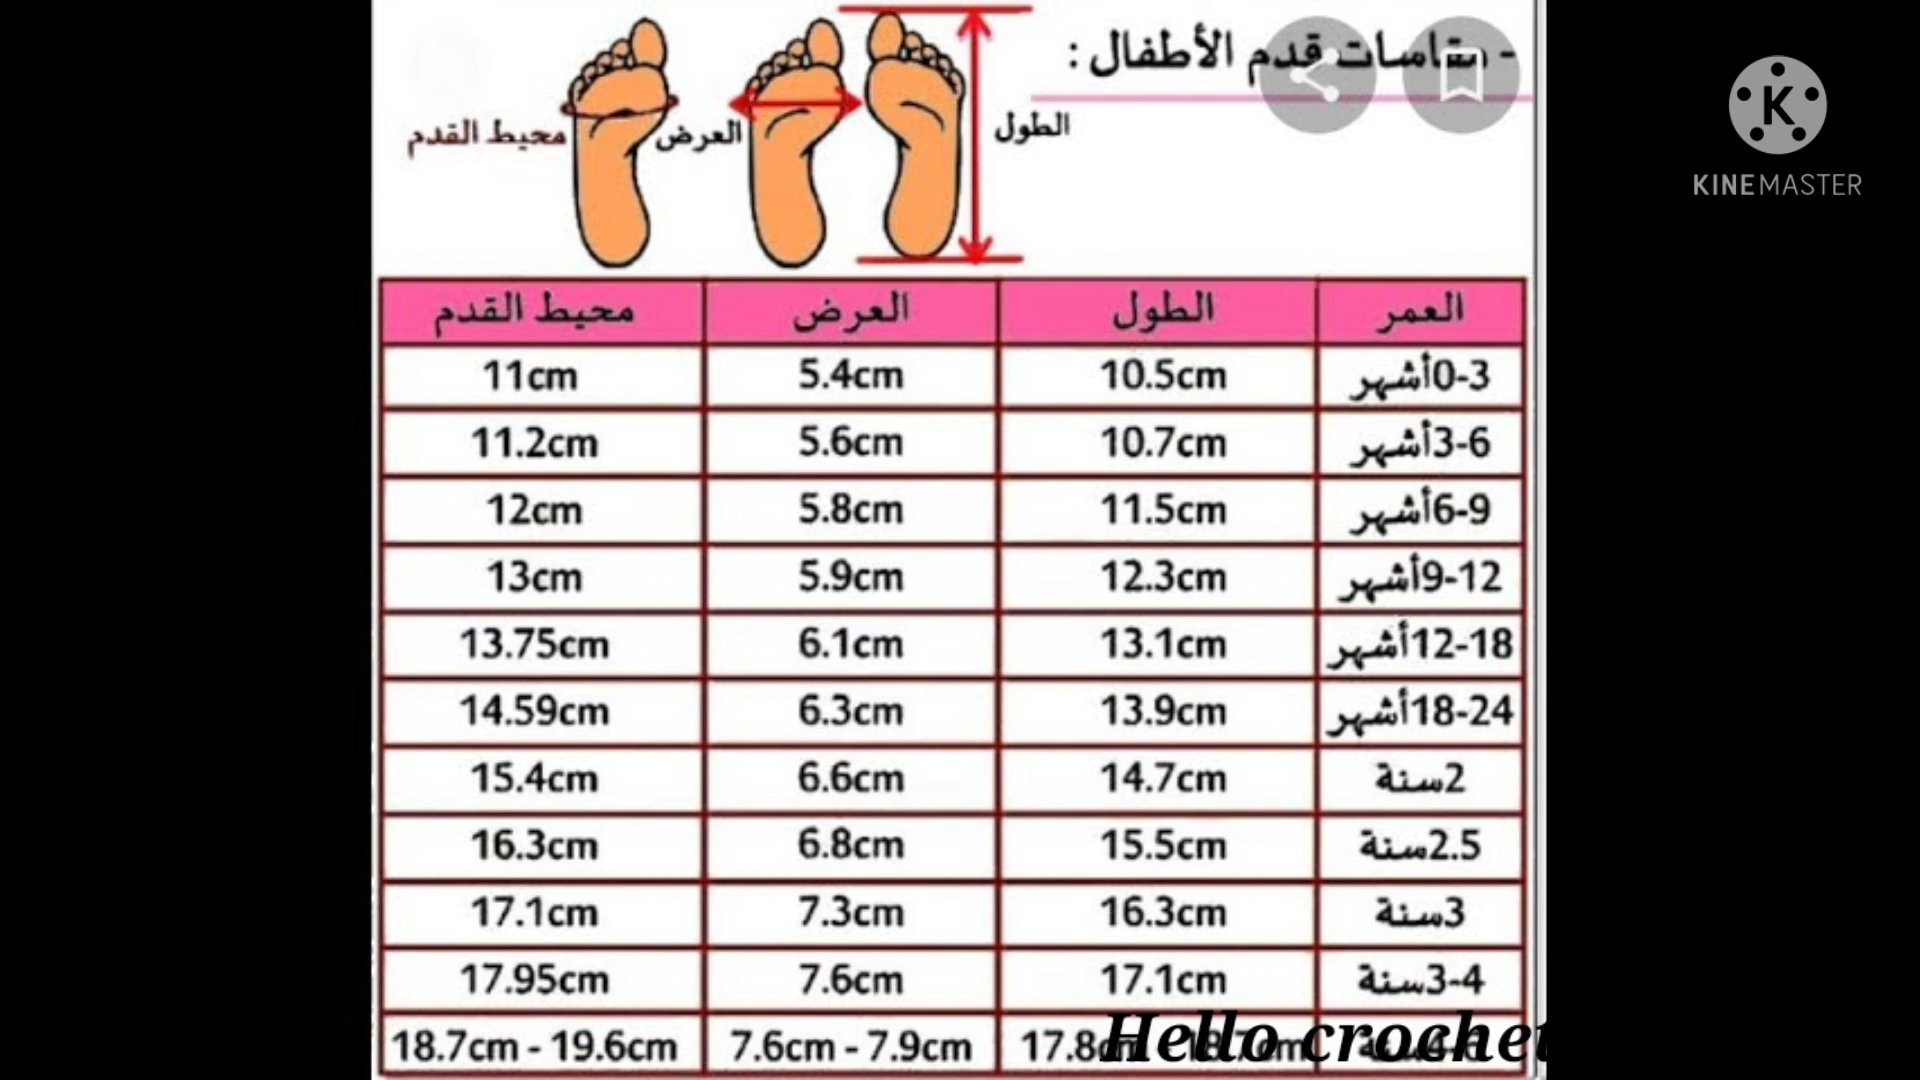 - مقاسات قدم الأطفال :
الطول
العرض
محيط القدم
KINEMASTER
العمر الطول العرض محيط القدم
0-3أشهر 10.5cm 5.4cm 11cm
3-6أشهر 10.7cm 5.6cm 11.2cm
6-9أشهر 11.5cm 5.8cm 12cm
9-12أشهر 12.3cm 5.9cm 13cm
12-18أشهر 13.1cm 6.1cm 13.75cm
18-24أشهر 13.9cm 6.3cm 14.59cm
2سنة 14.7cm 6.6cm 15.4cm
2.5سنة 15.5cm 6.8cm 16.3cm
3سنة 16.3cm 7.3cm 17.1cm
3-4سنة 17.1cm 7.6cm 17.95cm
7.6cm - 7.9cm 18.7cm - 19.6cm
Hello crochet